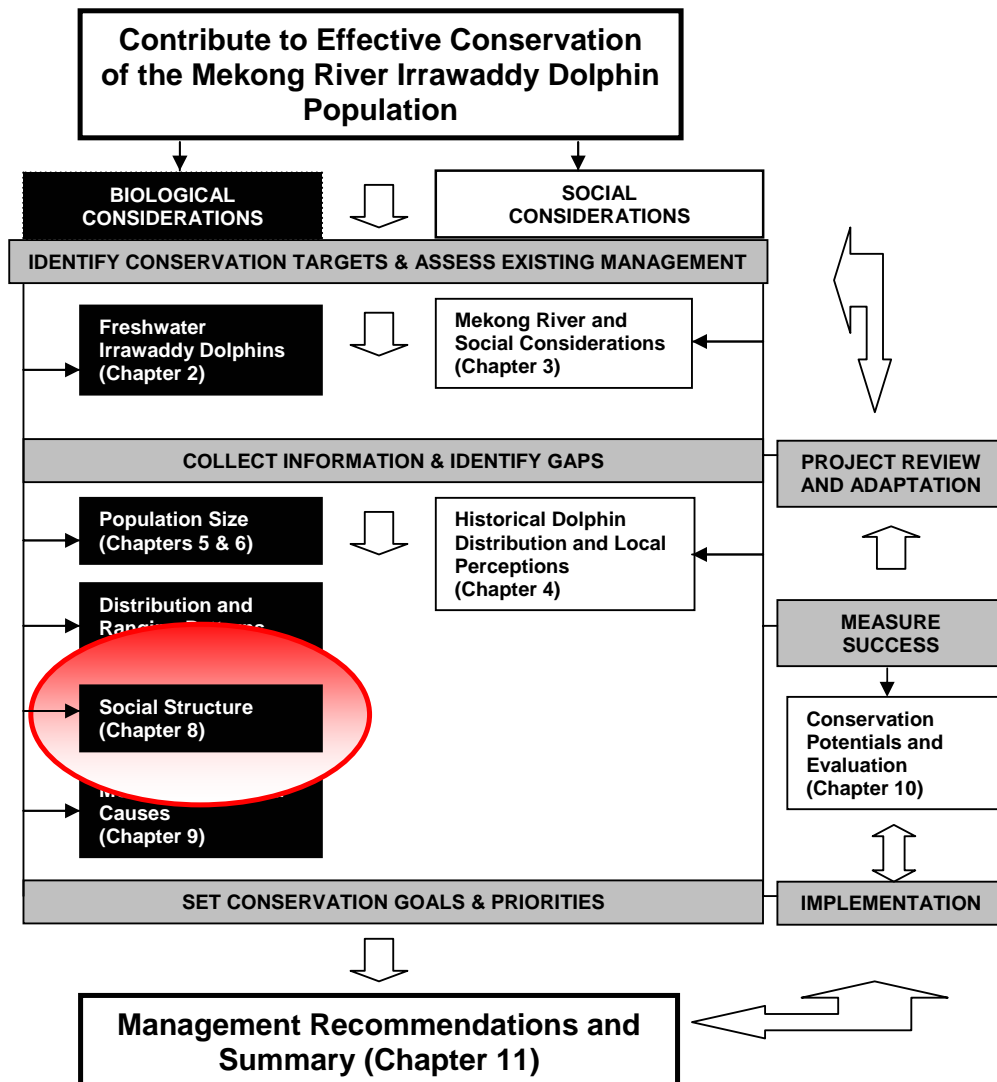 Contribute to Effective Conservation
of the Mekong River Irrawaddy Dolphin
Population
BIOLOGICAL
CONSIDERATIONS
SOCIAL
CONSIDERATIONS
IDENTIFY CONSERVATION TARGETS & ASSESS EXISTING MANAGEMENT
Freshwater
Irrawaddy Dolphins
(Chapter 2)
Mekong River and
Social Considerations
(Chapter 3)
COLLECT INFORMATION & IDENTIFY GAPS
PROJECT REVIEW
AND ADAPTATION
Population Size
(Chapters 5 & 6)
Historical Dolphin
Distribution and Local
Perceptions
(Chapter 4)
Distribution and
Social Structure
(Chapter 8)
Causes
(Chapter 9)
MEASURE
SUCCESS
Conservation
Potentials and
Evaluation
(Chapter 10)
SET CONSERVATION GOALS & PRIORITIES
IMPLEMENTATION
Management Recommendations and
Summary (Chapter 11)